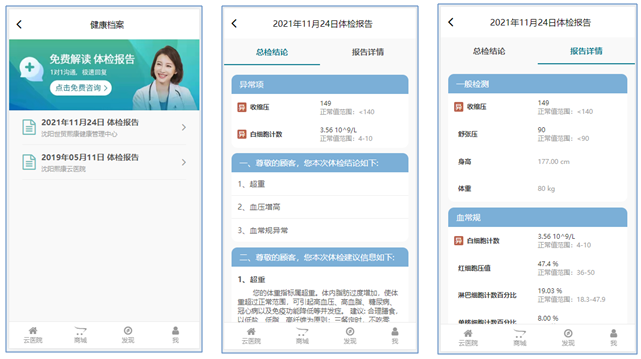 健康档案
免费解读 体检报告
1对1沟通，极速回复
点击免费咨询 >
2021年11月24日 体检报告
沈阳世贸熙康健康管理中心
2019年05月11日 体检报告
沈阳熙康云医院
云医院
商城
发现
我
2021年11月24日体检报告
总检结论
报告详情
异常项
异 收缩压
149
正常值范围：<140
异 白细胞计数
3.56 10^9/L
正常值范围：4-10
一、尊敬的顾客，您本次体检结论如下:
1、超重
2、血压增高
3、血常规异常
二、尊敬的顾客，您本次体检建议信息如下:
1、超重
您的体重指标属超重。体内脂肪过度增加，使体
重超过正常范围，可引起高血压、高血脂、糖尿病、
冠心病以及免疫功能降低等并发症。 建议: 合理膳食，
以低盐、低脂、高纤维为原则；三餐定时，不吃零
云医院
商城
发现
我
2021年11月24日体检报告
总检结论
报告详情
一般检测
异 收缩压
149
正常值范围：<140
舒张压
90
正常值范围：<90
身高
177.00 cm
体重
80 kg
血常规
异 白细胞计数
3.56 10^9/L
正常值范围：4-10
红细胞压值
47.4 %
正常值范围：36-50
淋巴细胞计数百分比
19.03 %
正常值范围：18.3-47.9
单核细胞计数百分比
8.00 %
云医院
商城
发现
我